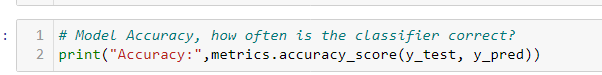 :
1 # Model Accuracy, how often is the classifier correct?
2 print("Accuracy:",metrics.accuracy_score(y_test, y_pred))